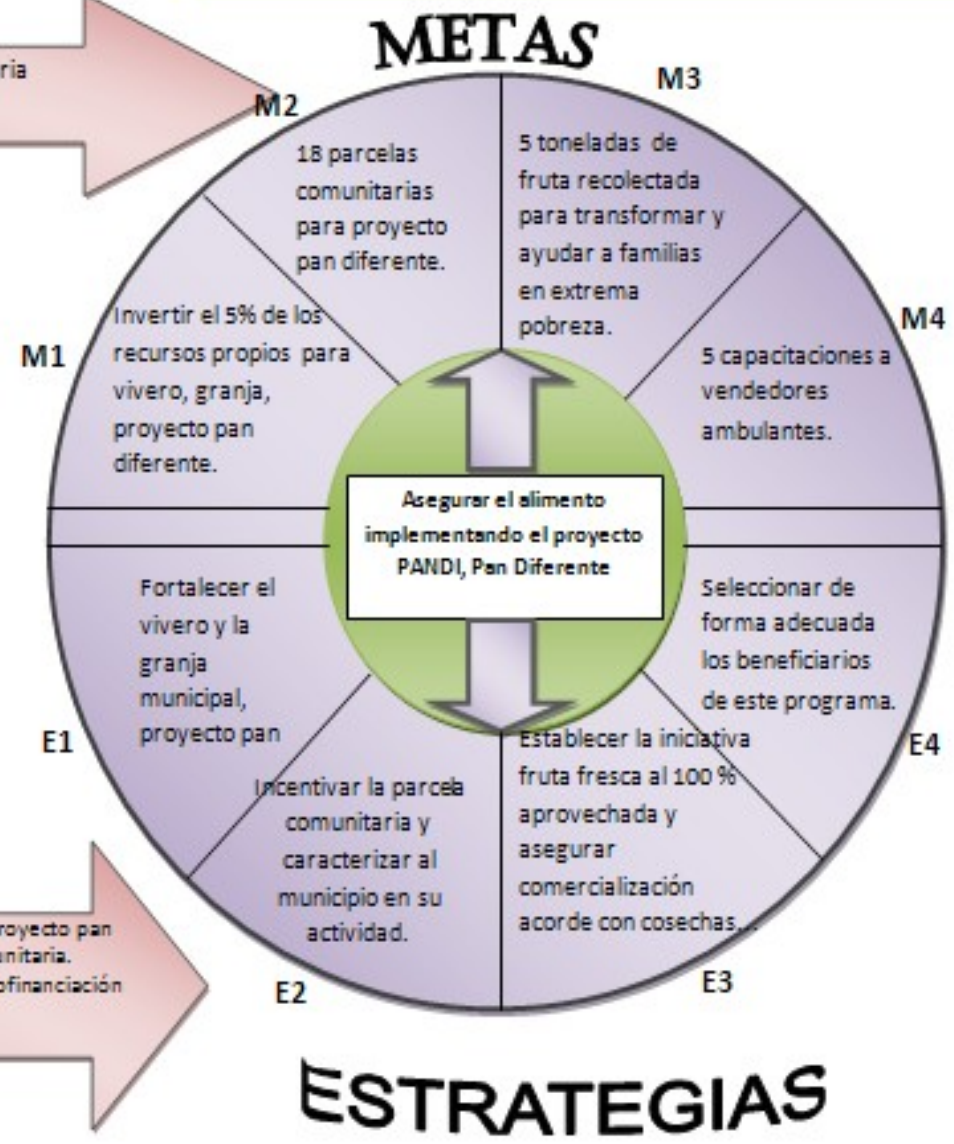 METAS
ria
M2
18 parcelas
comunitarias
para proyecto
pan diferente.
M3
5 toneladas de
fruta recolectada
para transformar y
ayudar a familias
en extrema
pobreza.
M1
Invertir el 5% de los
recursos propios para
vivero, granja,
proyecto pan
diferente.
M4
5 capacitaciones a
vendedores
ambulantes.
Asegurar el alimento
implementando el proyecto
PANDI, Pan Diferente
E1
Fortalecer el
vivero y la
granja
municipal,
proyecto pan
E2
Incentivar la parcela
comunitaria y
caracterizar al
municipio en su
actividad.
Establecer la iniciativa
fruta fresca al 100 %
aprovechada y
asegurar
comercialización
acorde con cosechas...
E3
Seleccionar de
forma adecuada
los beneficiarios
de este programa.
E4
royecto pan
unitaria.
ofinanciación
ESTRATEGIAS